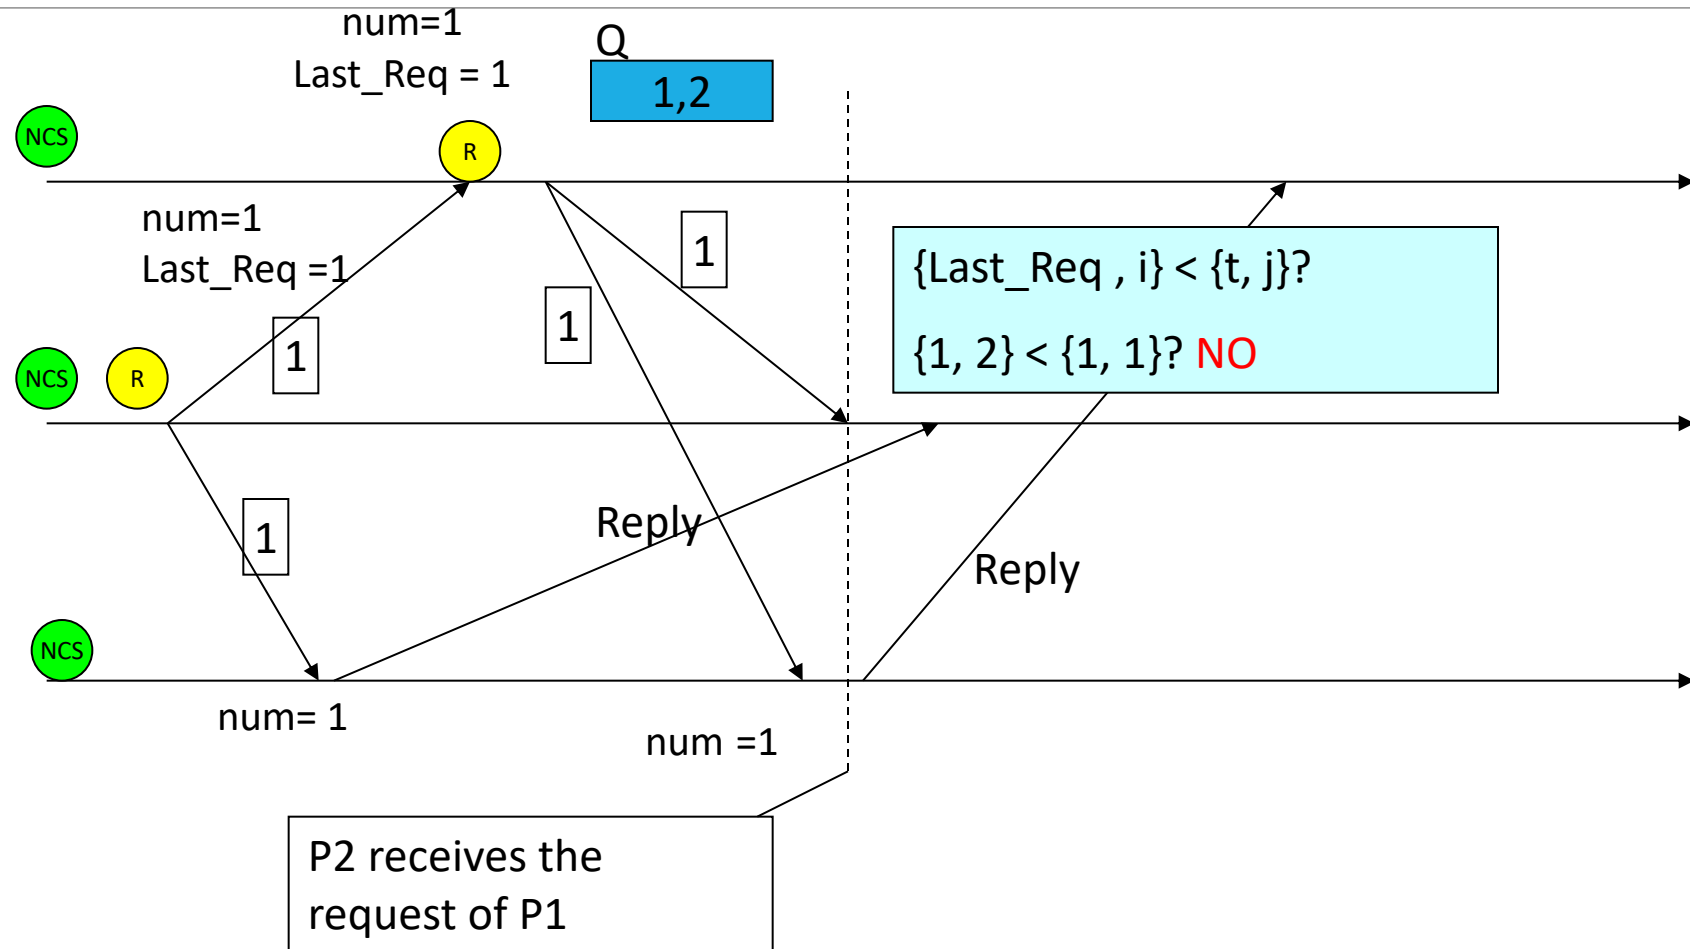 num=1
Last_Req = 1
Q
1,2
NCS
R
num=1
Last_Req =1
1
1
1
{Last_Req , i} < {t, j}?
{1, 2} < {1, 1}? NO
NCS
R
1
Reply
Reply
NCS
num= 1
num =1
P2 receives the
request of P1